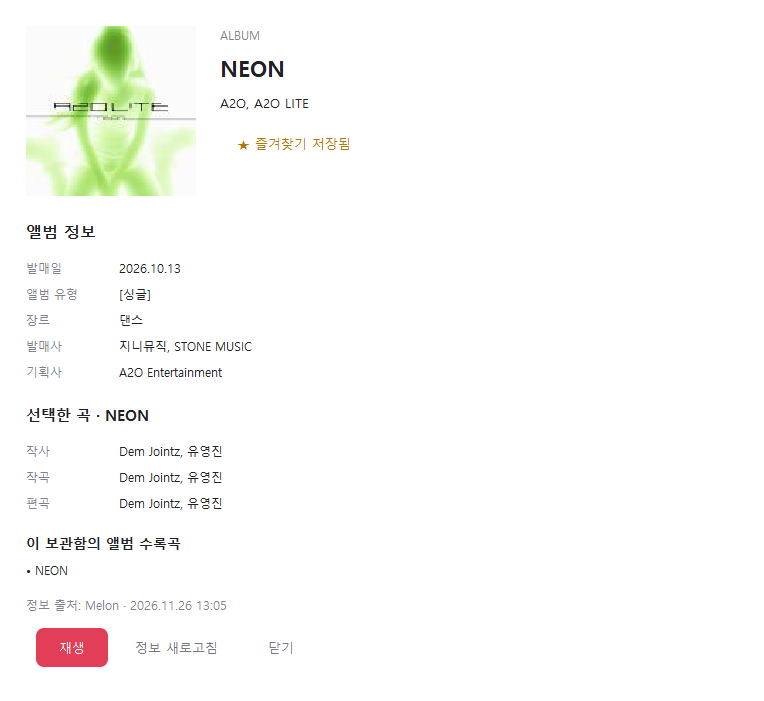 ALBUM
NEON
A2O, A2O LITE
★ 즐겨찾기 저장됨
A2O LITE
neon
앨범 정보
발매일 2026.10.13
앨범 유형 [싱글]
장르 댄스
발매사 지니뮤직, STONE MUSIC
기획사 A2O Entertainment
선택한 곡 · NEON
작사 Dem Jointz, 유영진
작곡 Dem Jointz, 유영진
편곡 Dem Jointz, 유영진
이 보관함의 앨범 수록곡
• NEON
정보 출처: Melon · 2026.11.26 13:05
재생 정보 새로고침 닫기